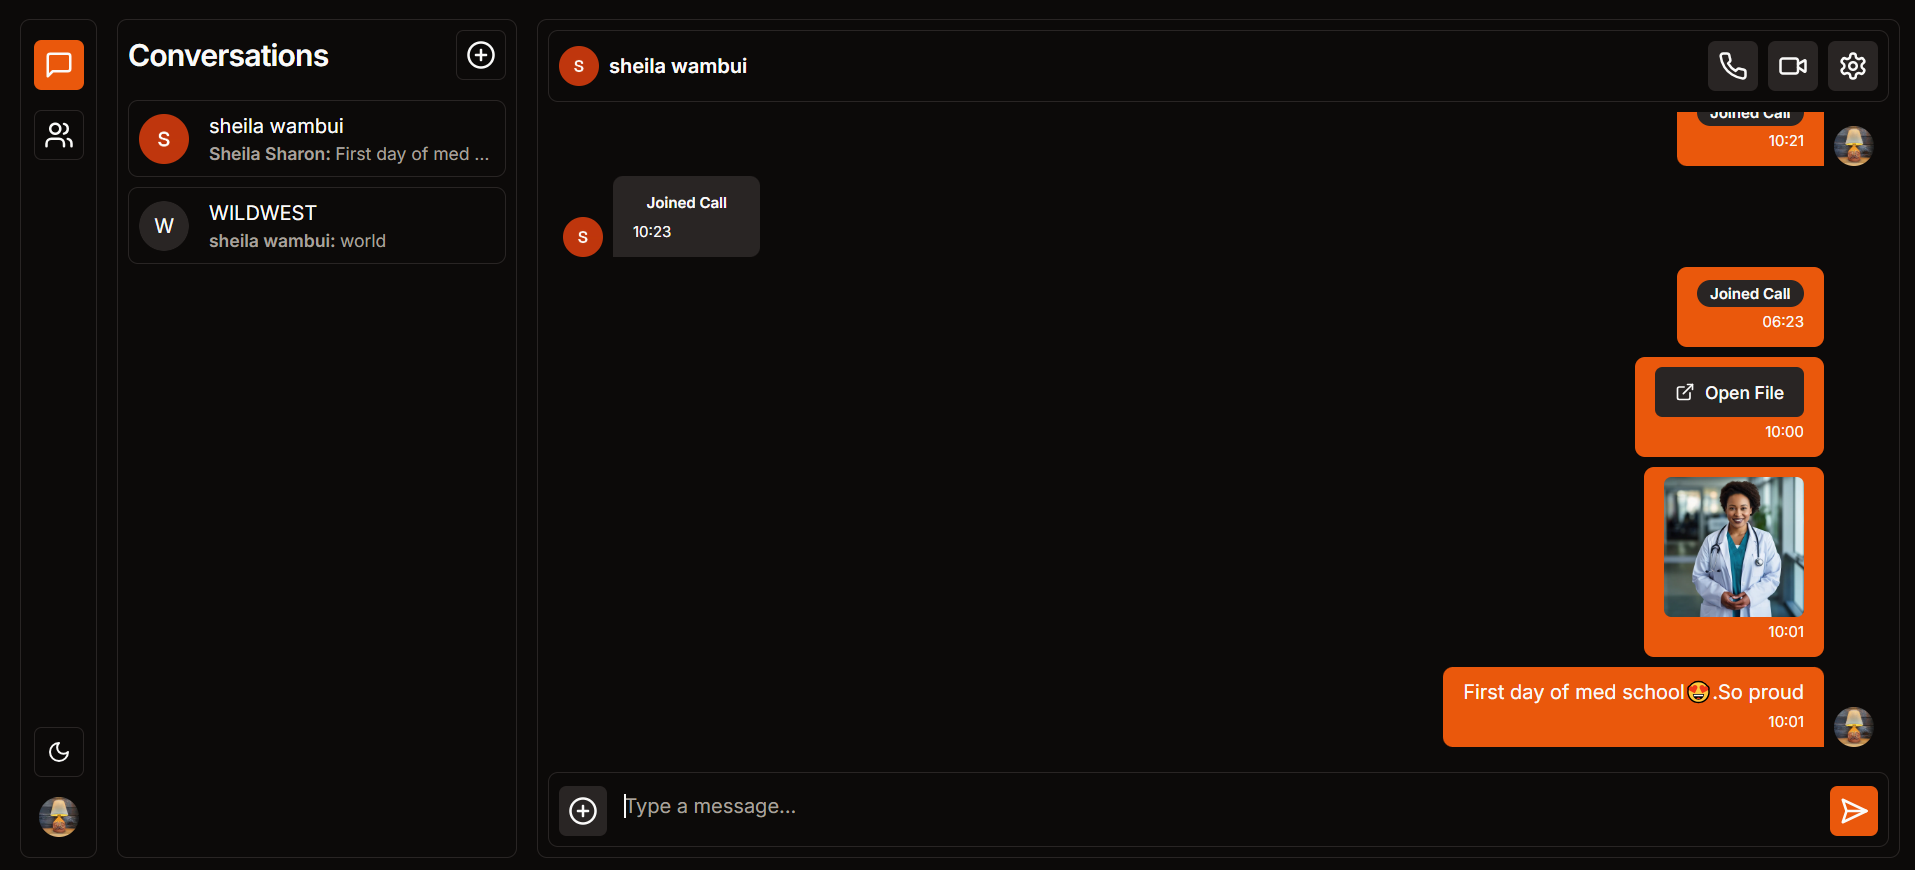 Conversations
S
sheila wambui
Sheila Sharon: First day of med ...
W
WILDWEST
sheila wambui: world
S
sheila wambui
Joined Call
10:21
Joined Call
10:23
S
Joined Call
06:23
Open File
10:00
10:01
First day of med school😍.So proud
10:01
Type a message...